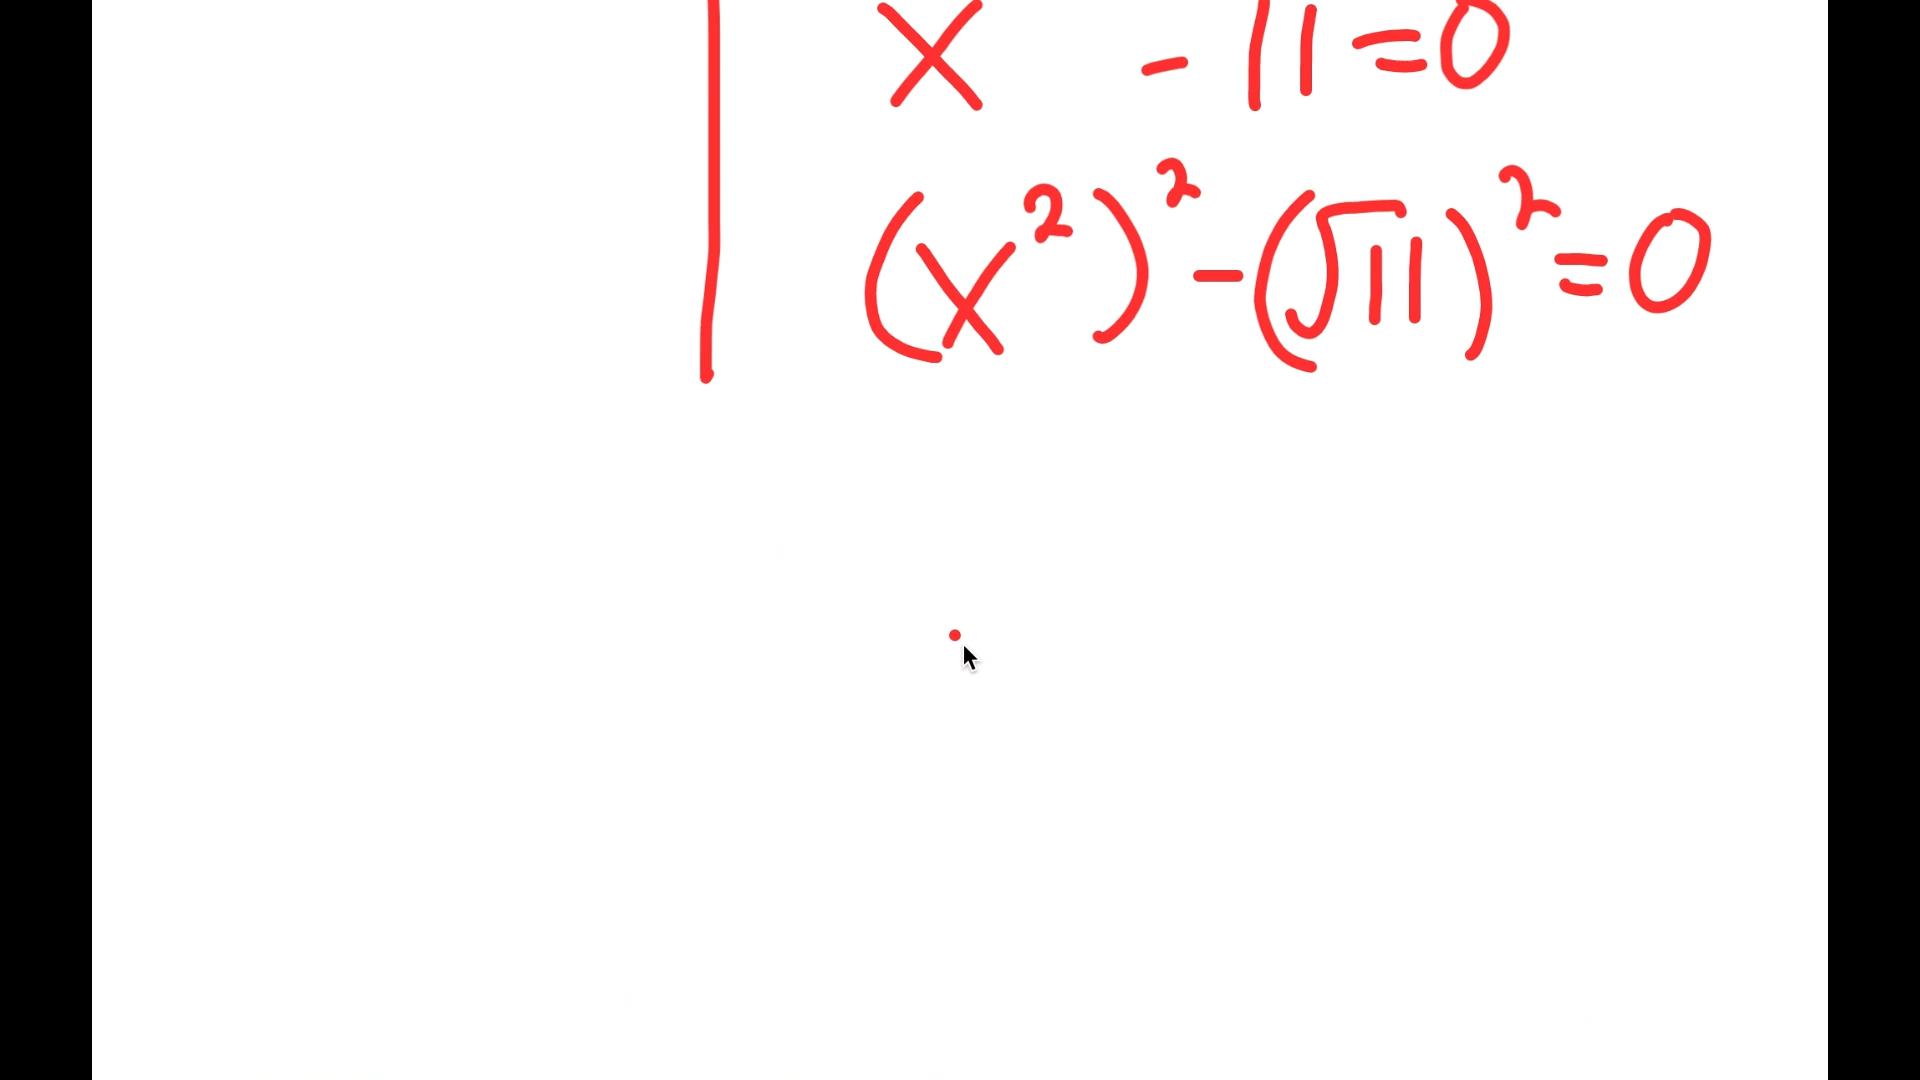 x - 11 = 0
(x²)² - (√11)² = 0